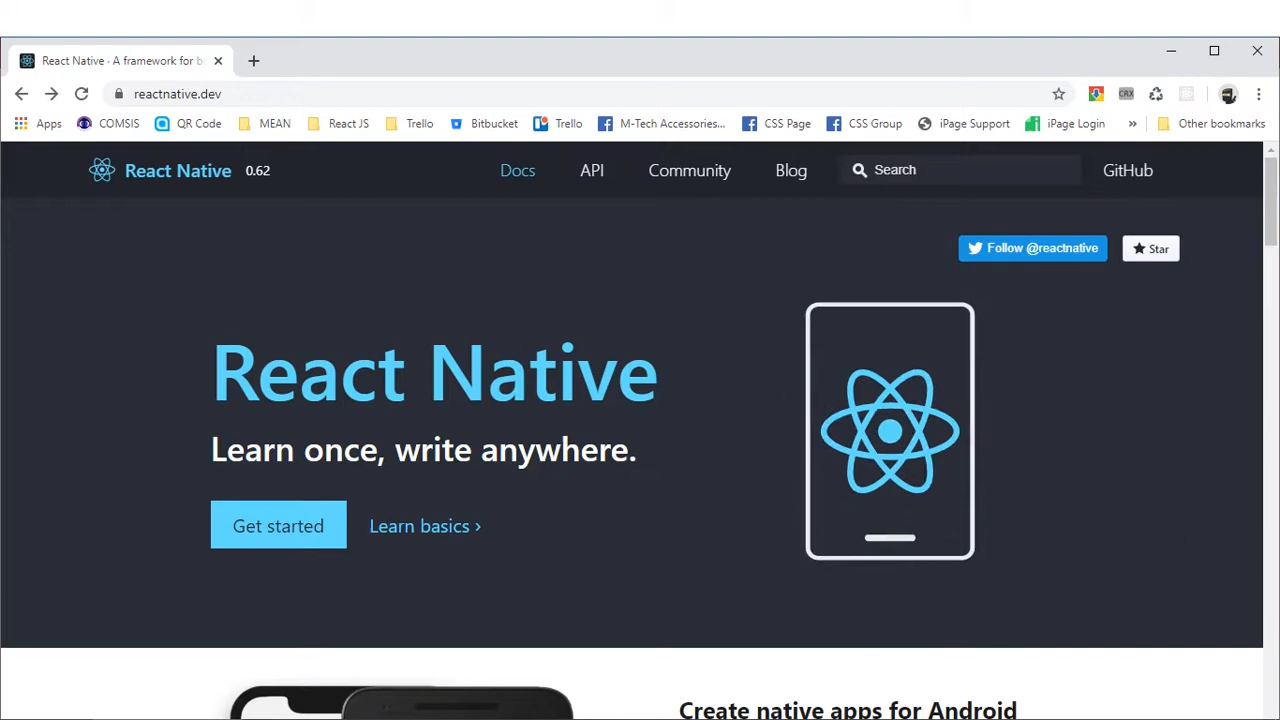 React Native · A framework for b
reactnative.dev
Apps COMSIS QR Code MEAN React JS Trello Bitbucket Trello M-Tech Accessories... CSS Page CSS Group iPage Support iPage Login » Other bookmarks
CRX
React Native 0.62 Docs API Community Blog Search GitHub
Follow @reactnative Star
React Native
Learn once, write anywhere.
Get started Learn basics ›
Create native apps for Android